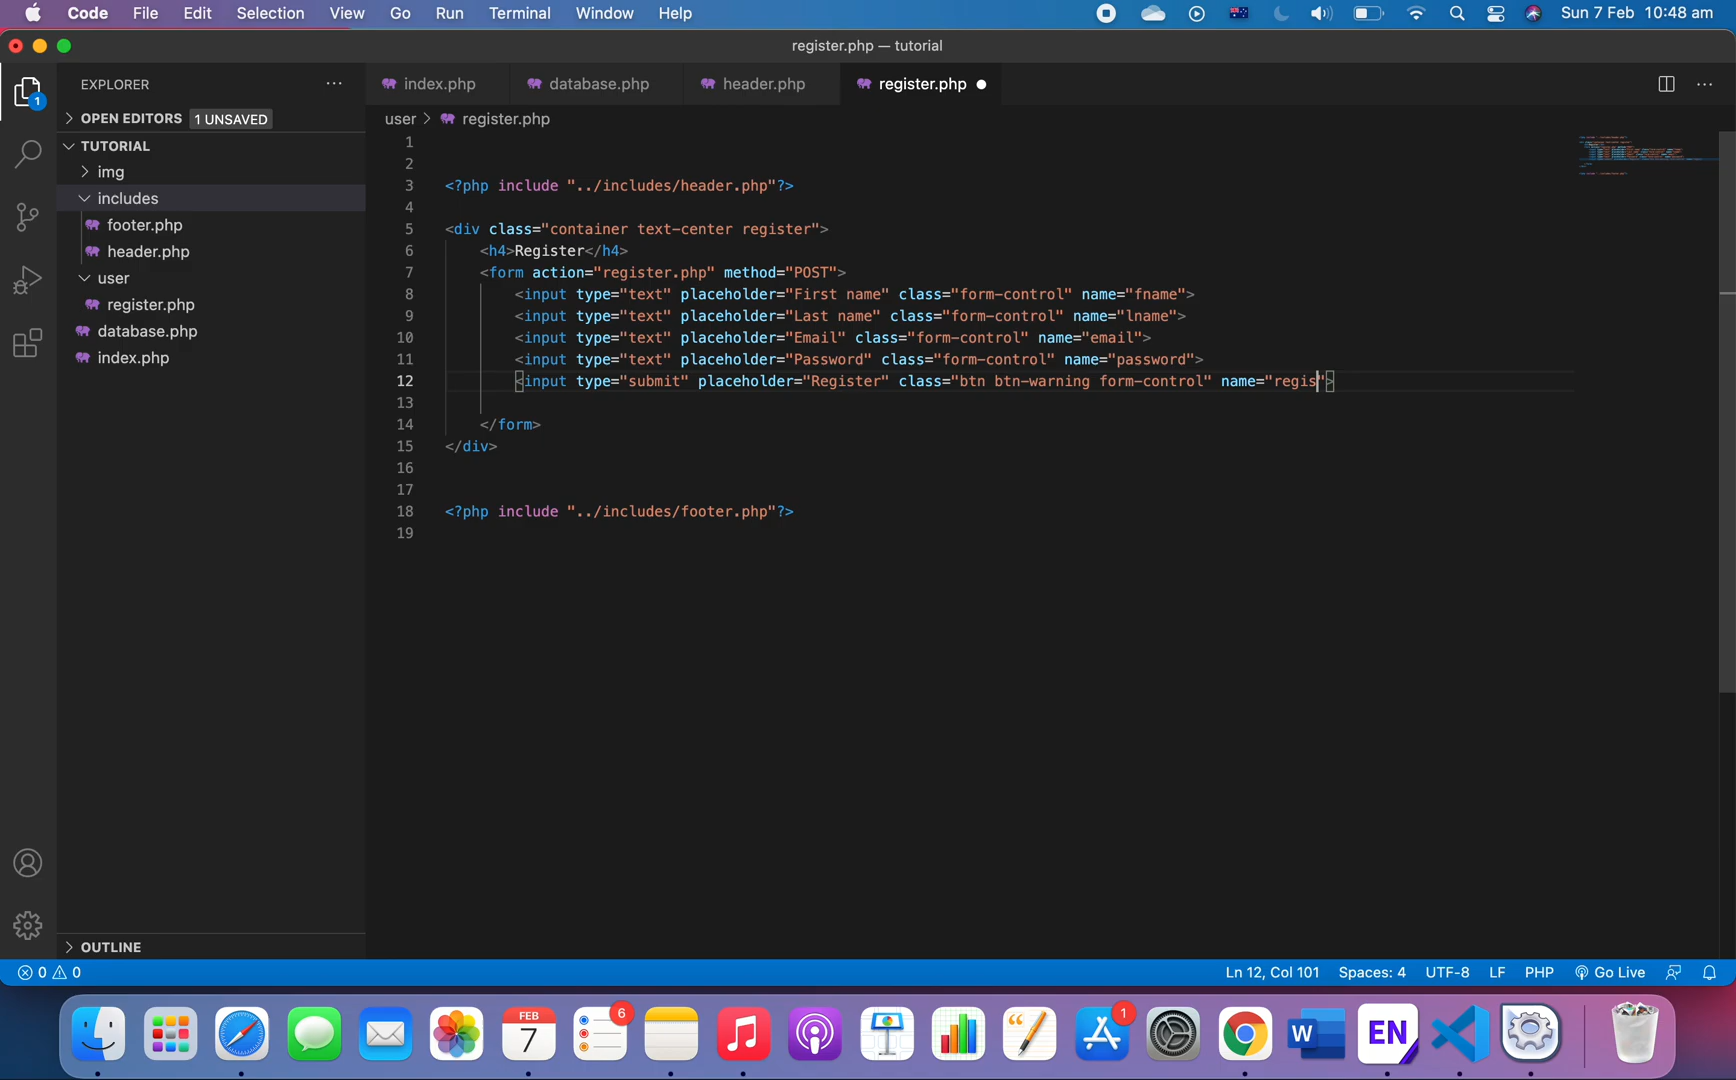 Code File Edit Selection View Go Run Terminal Window Help Sun 7 Feb 10:48 am
register.php — tutorial
EXPLORER
index.php database.php header.php register.php
1
OPEN EDITORS 1 UNSAVED
user > register.php
TUTORIAL
img
includes
footer.php
header.php
user
register.php
database.php
index.php
1
2
3 <?php include "../includes/header.php"?>
4
5 <div class="container text-center register">
6 <h4>Register</h4>
7 <form action="register.php" method="POST">
8 <input type="text" placeholder="First name" class="form-control" name="fname">
9 <input type="text" placeholder="Last name" class="form-control" name="lname">
10 <input type="text" placeholder="Email" class="form-control" name="email">
11 <input type="text" placeholder="Password" class="form-control" name="password">
12 <input type="submit" placeholder="Register" class="btn btn-warning form-control" name="regis">
13
14 </form>
15 </div>
16
17
18 <?php include "../includes/footer.php"?>
19
OUTLINE
0 0 Ln 12, Col 101 Spaces: 4 UTF-8 LF PHP Go Live
FEB
7
6
1
W
EN